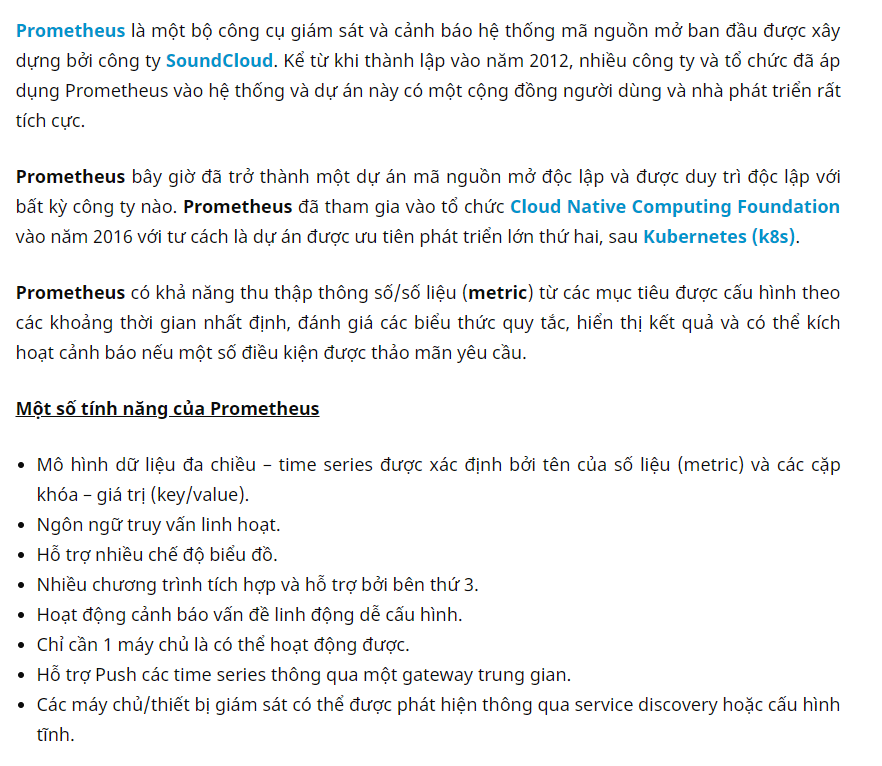 Prometheus là một bộ công cụ giám sát và cảnh báo hệ thống mã nguồn mở ban đầu được xây
dựng bởi công ty SoundCloud. Kể từ khi thành lập vào năm 2012, nhiều công ty và tổ chức đã áp
dụng Prometheus vào hệ thống và dự án này có một cộng đồng người dùng và nhà phát triển rất
tích cực.
Prometheus bây giờ đã trở thành một dự án mã nguồn mở độc lập và được duy trì độc lập với
bất kỳ công ty nào. Prometheus đã tham gia vào tổ chức Cloud Native Computing Foundation
vào năm 2016 với tư cách là dự án được ưu tiên phát triển lớn thứ hai, sau Kubernetes (k8s).
Prometheus có khả năng thu thập thông số/số liệu (metric) từ các mục tiêu được cấu hình theo
các khoảng thời gian nhất định, đánh giá các biểu thức quy tắc, hiển thị kết quả và có thể kích
hoạt cảnh báo nếu một số điều kiện được thảo mãn yêu cầu.
Một số tính năng của Prometheus
• Mô hình dữ liệu đa chiều – time series được xác định bởi tên của số liệu (metric) và các cặp
khóa – giá trị (key/value).
• Ngôn ngữ truy vấn linh hoạt.
• Hỗ trợ nhiều chế độ biểu đồ.
• Nhiều chương trình tích hợp và hỗ trợ bởi bên thứ 3.
• Hoạt động cảnh báo vấn đề linh động dễ cấu hình.
• Chỉ cần 1 máy chủ là có thể hoạt động được.
• Hỗ trợ Push các time series thông qua một gateway trung gian.
• Các máy chủ/thiết bị giám sát có thể được phát hiện thông qua service discovery hoặc cấu hình
tĩnh.